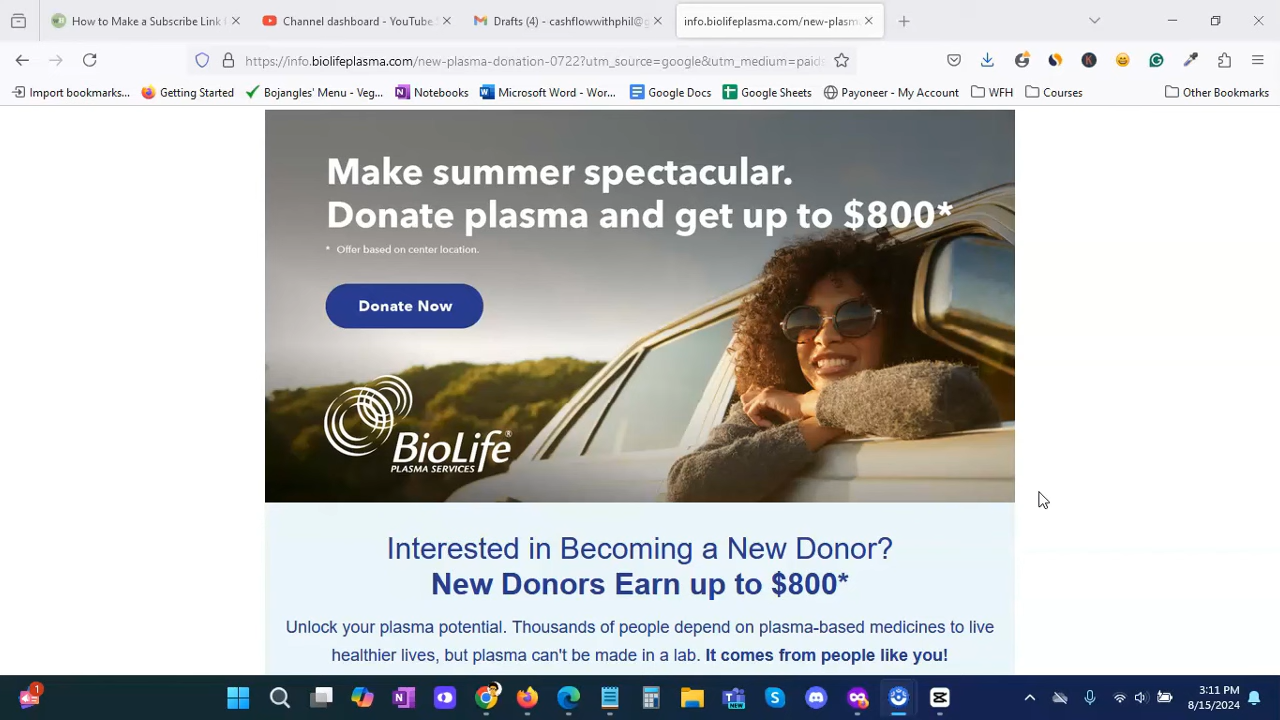 How to Make a Subscribe Link
Channel dashboard - YouTube
Drafts (4) - cashflowwithphil@
info.biolifeplasma.com/new-plasm
https://info.biolifeplasma.com/new-plasma-donation-0722?utm_source=google&utm_medium=paids
Import bookmarks...
Getting Started
Bojangles' Menu - Veg...
Notebooks
Microsoft Word - Wor...
Google Docs
Google Sheets
Payoneer - My Account
WFH
Courses
Other Bookmarks
Make summer spectacular.
Donate plasma and get up to $800*
* Offer based on center location.
Donate Now
BioLife®
PLASMA SERVICES
Interested in Becoming a New Donor?
New Donors Earn up to $800*
Unlock your plasma potential. Thousands of people depend on plasma-based medicines to live
healthier lives, but plasma can't be made in a lab. It comes from people like you!
3:11 PM
8/15/2024